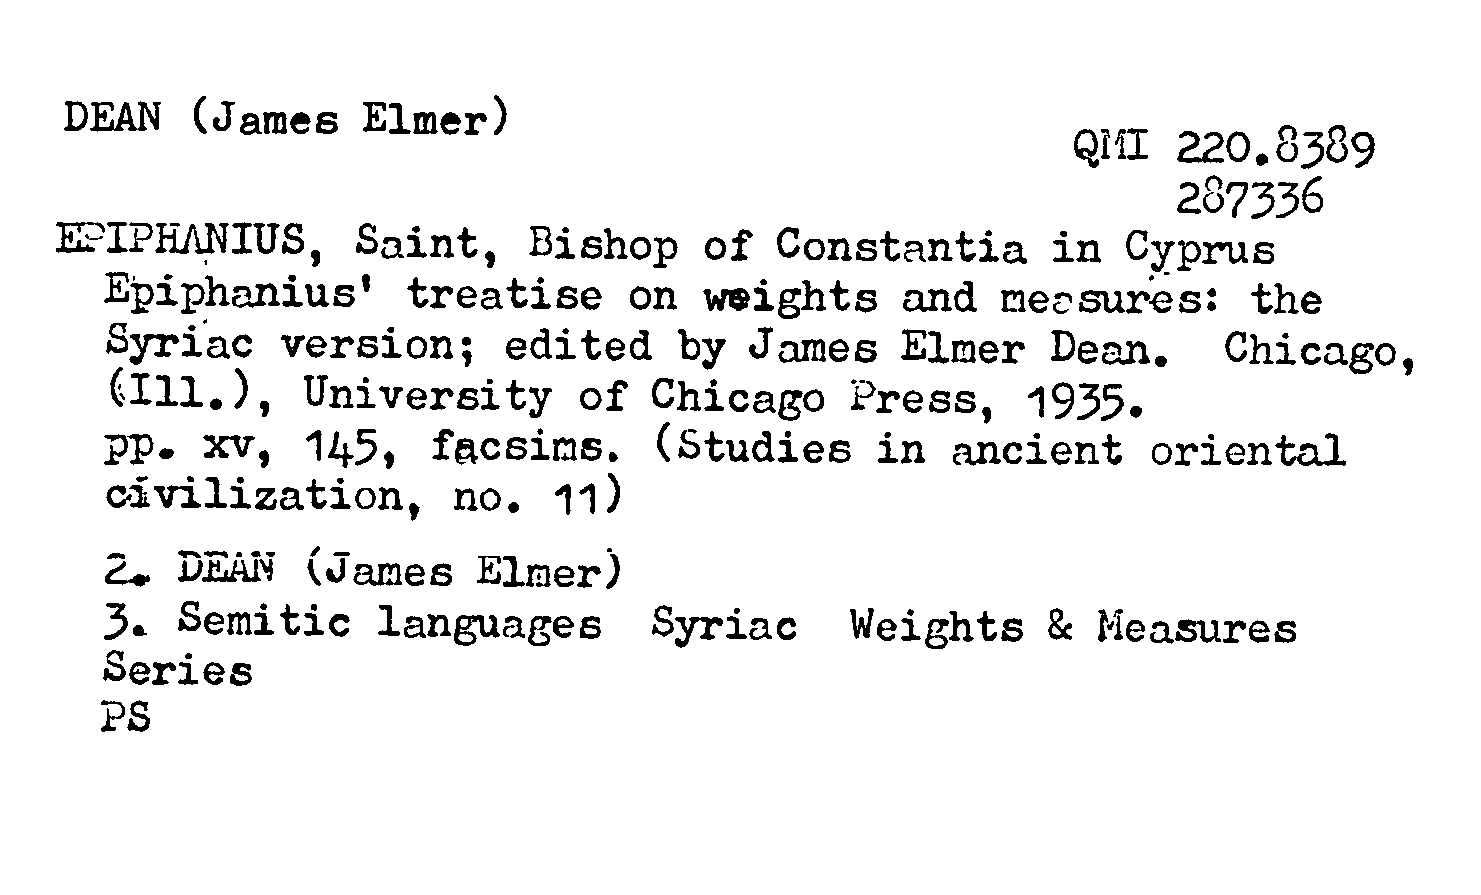 DEAN (James Elmer)
QMI 220.8389
287336
EPIPHANIUS, Saint, Bishop of Constantia in Cyprus
Epiphanius' treatise on weights and measures: the
Syriac version; edited by James Elmer Dean. Chicago,
(Ill.), University of Chicago Press, 1935.
pp. xv, 145, facsims. (Studies in ancient oriental
civilization, no. 11)
2. DEAN (James Elmer)
3. Semitic languages Syriac Weights & Measures
Series
PS